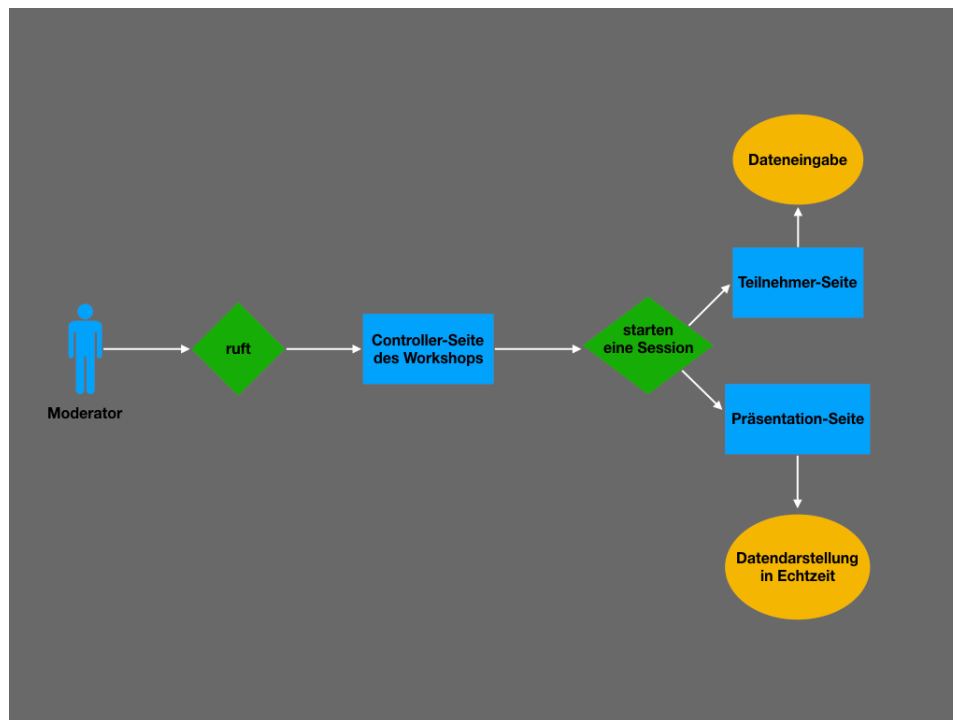 Dateneingabe
Teilnehmer-Seite
starten
eine Session
Controller-Seite
des Workshops
ruft
Moderator
Präsentation-Seite
Datendarstellung
in Echtzeit